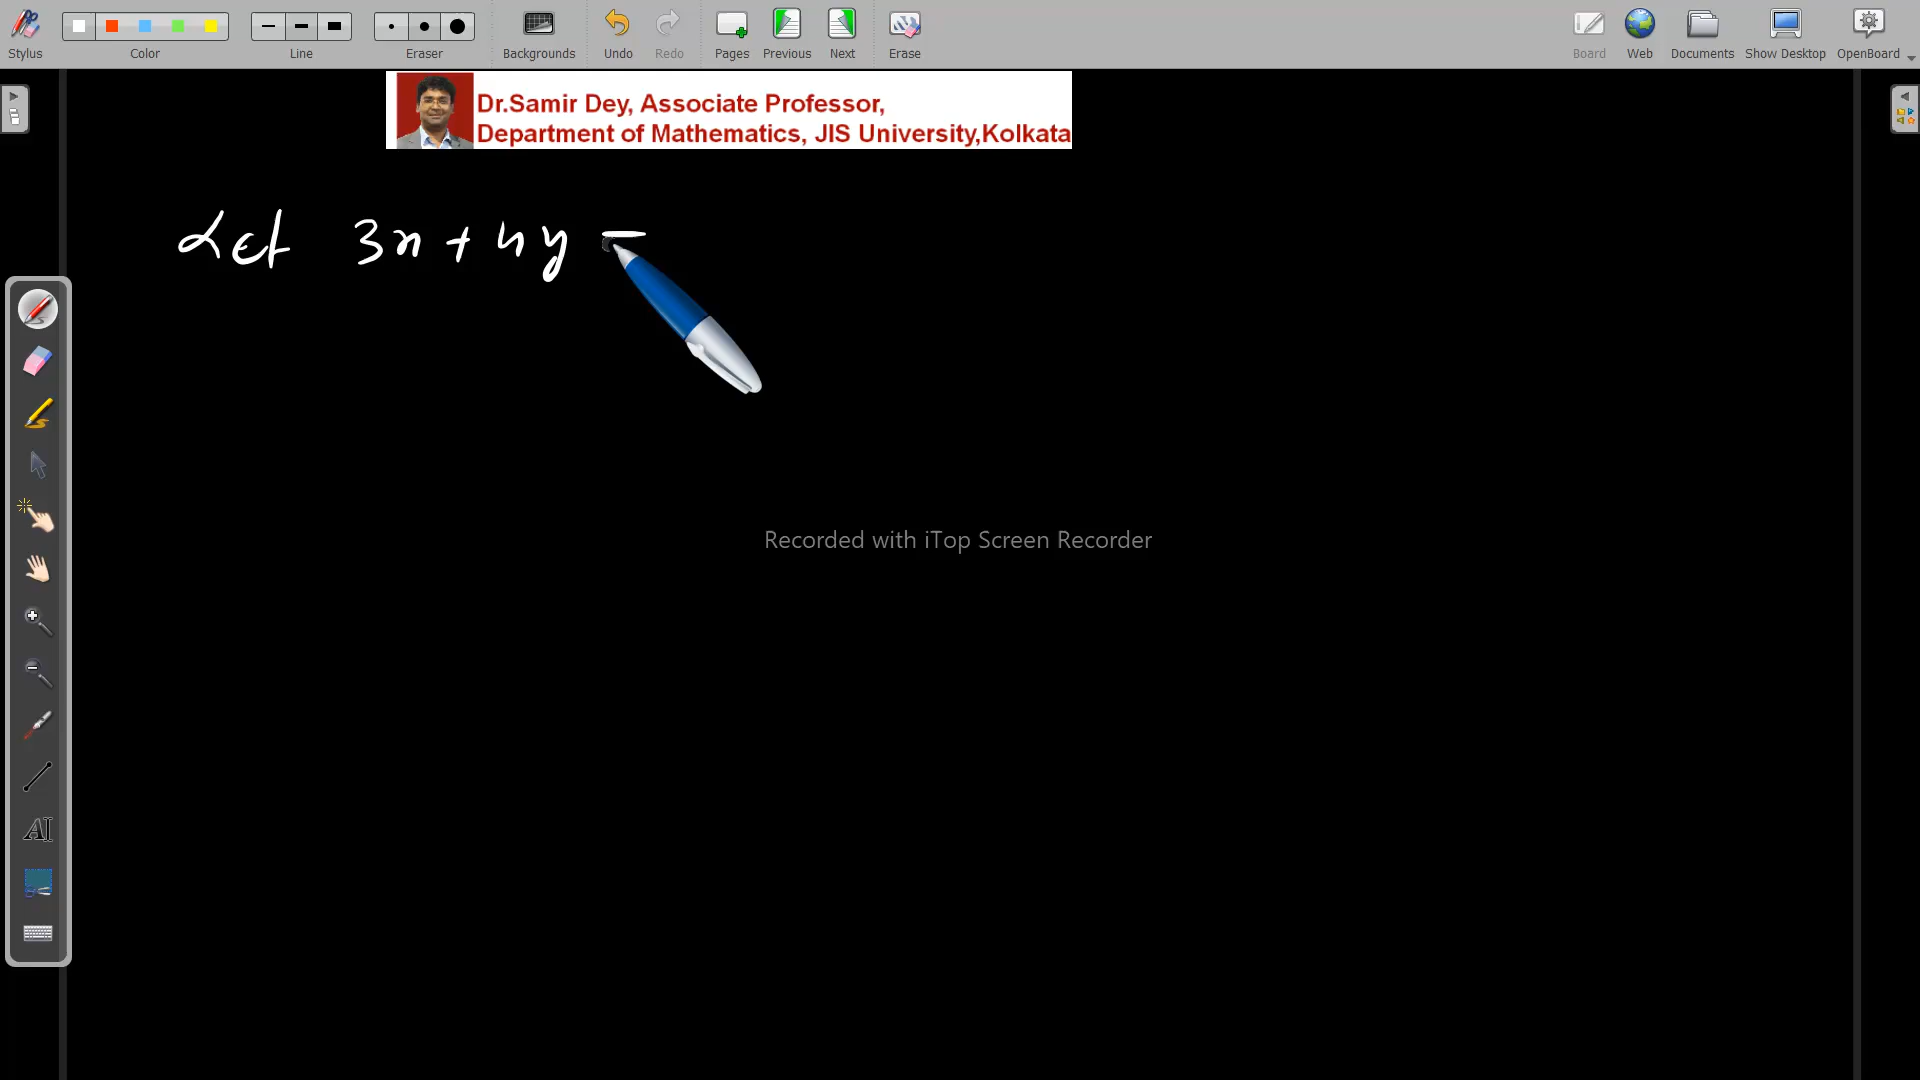 Stylus Color Line Eraser Backgrounds Undo Redo Pages Previous Next Erase Board Web Documents Show Desktop OpenBoard
Dr.Samir Dey, Associate Professor,
Department of Mathematics, JIS University,Kolkata
Let 3x + 4y =
Recorded with iTop Screen Recorder